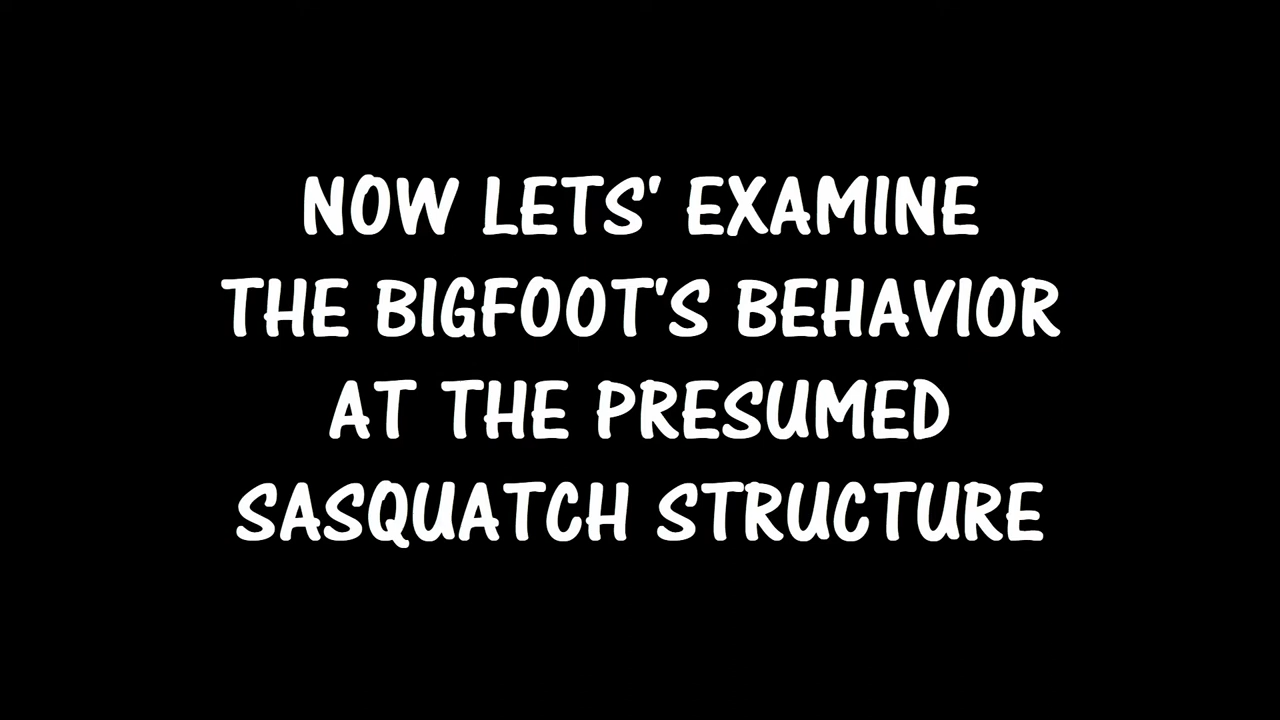 NOW LETS' EXAMINE
THE BIGFOOT'S BEHAVIOR
AT THE PRESUMED
SASQUATCH STRUCTURE